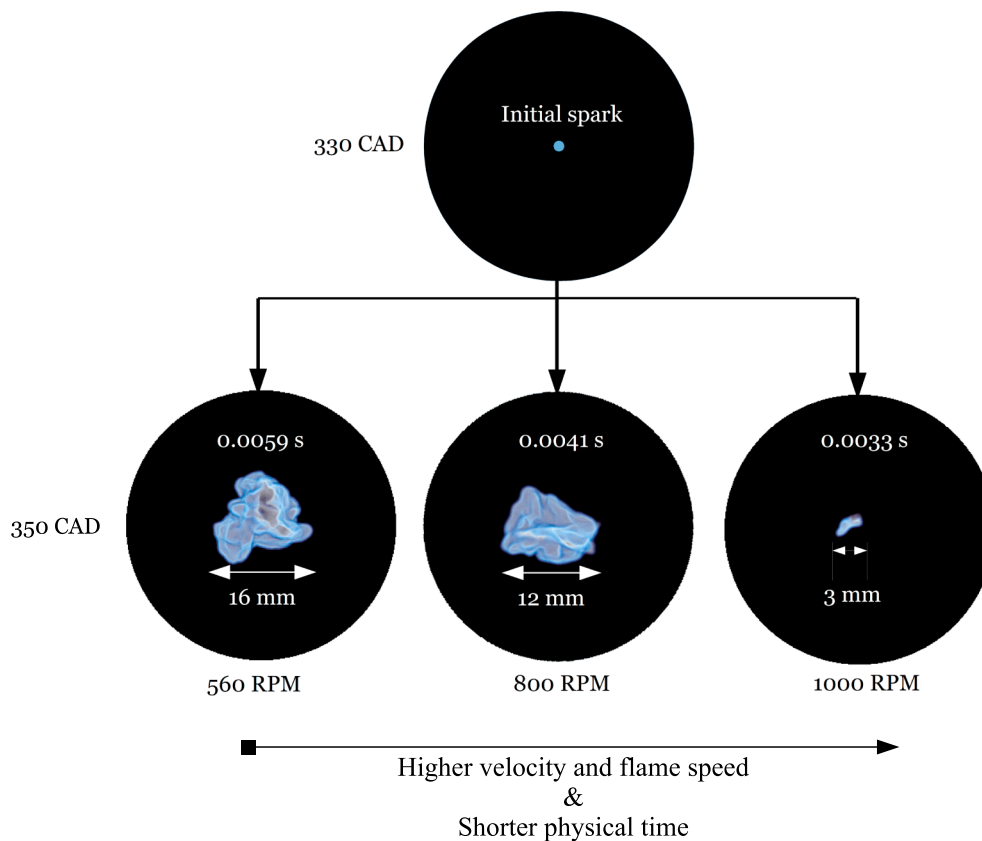 Initial spark
330 CAD
0.0059 s
0.0041 s
0.0033 s
350 CAD
16 mm
12 mm
3 mm
560 RPM
800 RPM
1000 RPM
Higher velocity and flame speed
&
Shorter physical time